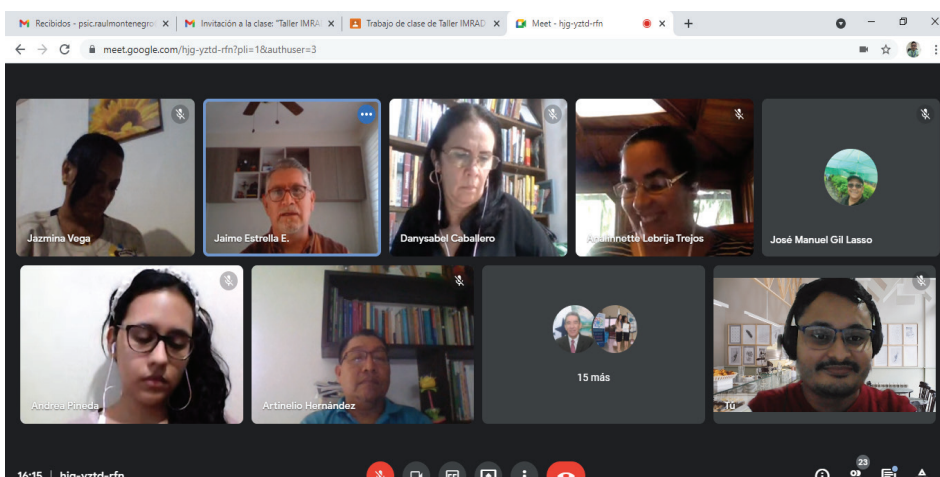 Recibidos - psic.raulmontenegro
Invitación a la clase: "Taller IMRA
Trabajo de clase de Taller IMRAD
Meet - hjg-yztd-rfn
meet.google.com/hjg-yztd-rfn?pli=1&authuser=3
Jazmina Vega
Jaime Estrella E.
Danysabel Caballero
Lebrija Trejos
José Manuel Gil Lasso
Andrea Pineda
Artinelio Hernández
15 más
Tú
16:15 | hjg-yztd-rfn
23